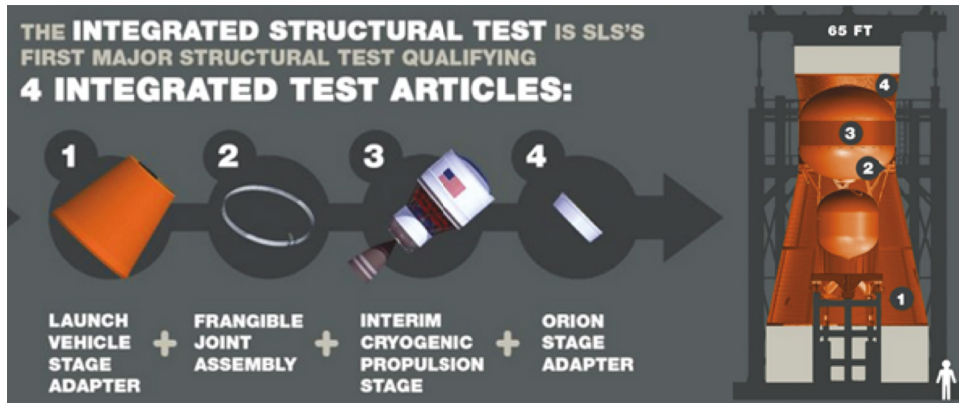 THE INTEGRATED STRUCTURAL TEST IS SLS'S
FIRST MAJOR STRUCTURAL TEST QUALIFYING
4 INTEGRATED TEST ARTICLES:
1
2
3
4
LAUNCH
VEHICLE
STAGE
ADAPTER
+
FRANGIBLE
JOINT
ASSEMBLY
+
INTERIM
CRYOGENIC
PROPULSION
STAGE
+
ORION
STAGE
ADAPTER
65 FT
4
3
2
1